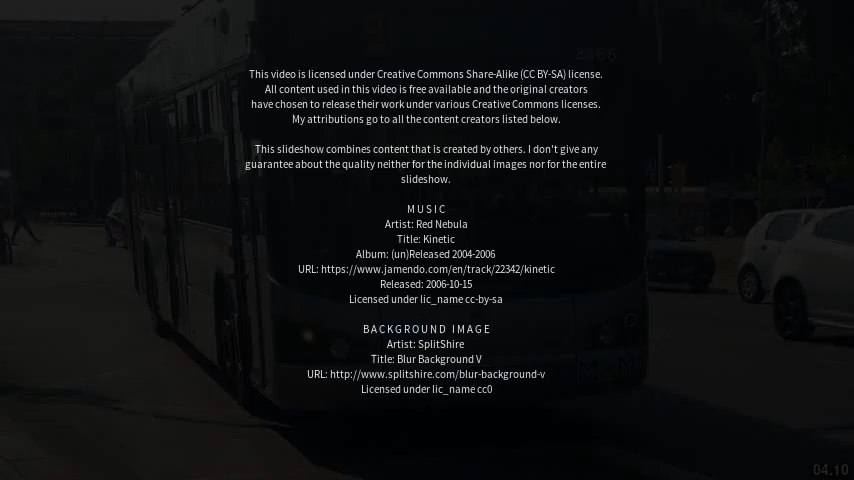 This video is licensed under Creative Commons Share-Alike (CC BY-SA) license.
All content used in this video is free available and the original creators
have chosen to release their work under various Creative Commons licenses.
My attributions go to all the content creators listed below.
This slideshow combines content that is created by others. I don't give any
guarantee about the quality neither for the individual images nor for the entire
slideshow.
MUSIC
Artist: Red Nebula
Title: Kinetic
Album: (un)Released 2004-2006
URL: https://www.jamendo.com/en/track/22342/kinetic
Released: 2006-10-15
Licensed under lic_name cc-by-sa
BACKGROUND IMAGE
Artist: SplitShire
Title: Blur Background V
URL: http://www.splitshire.com/blur-background-v
Licensed under lic_name cc0
04.10